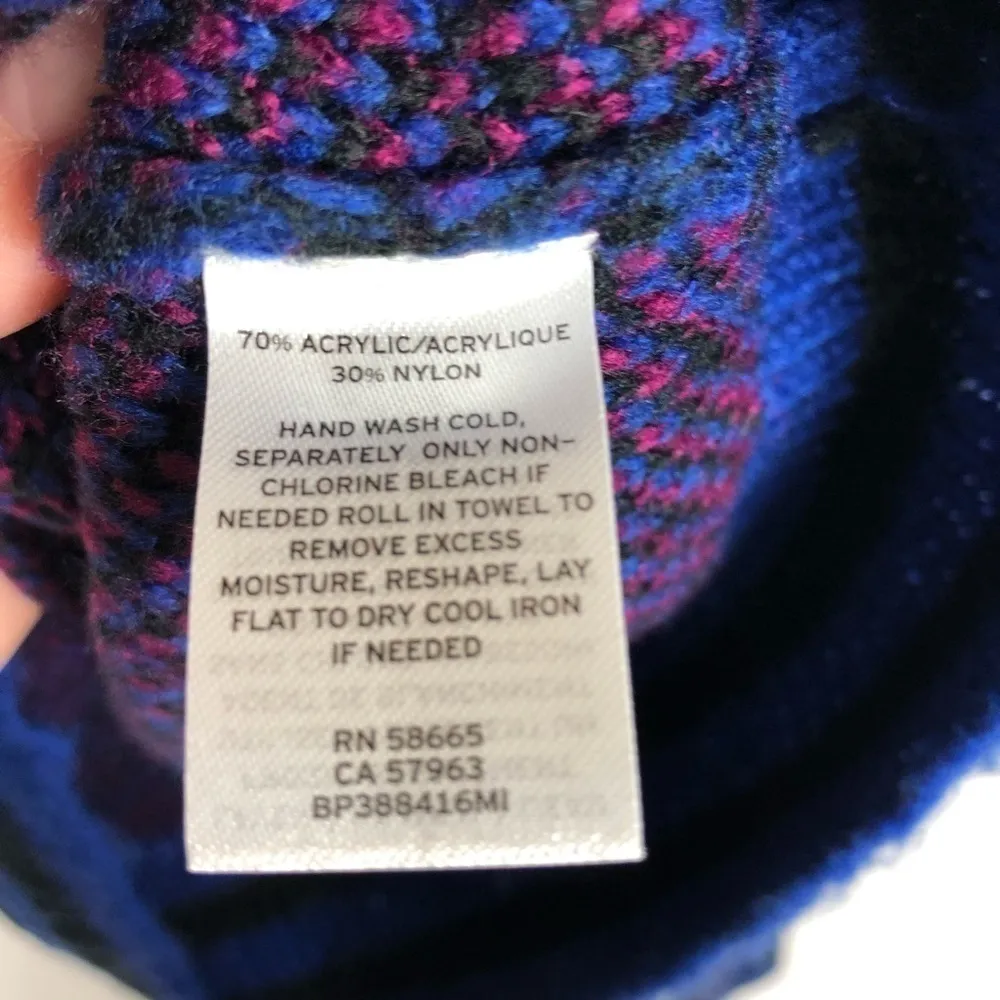 70% ACRYLIC/ACRYLIQUE
30% NYLON
HAND WASH COLD,
SEPARATELY ONLY NON-
CHLORINE BLEACH IF
NEEDED ROLL IN TOWEL TO
REMOVE EXCESS
MOISTURE, RESHAPE, LAY
FLAT TO DRY COOL IRON
IF NEEDED
RN 58665
CA 57963
BP388416MI